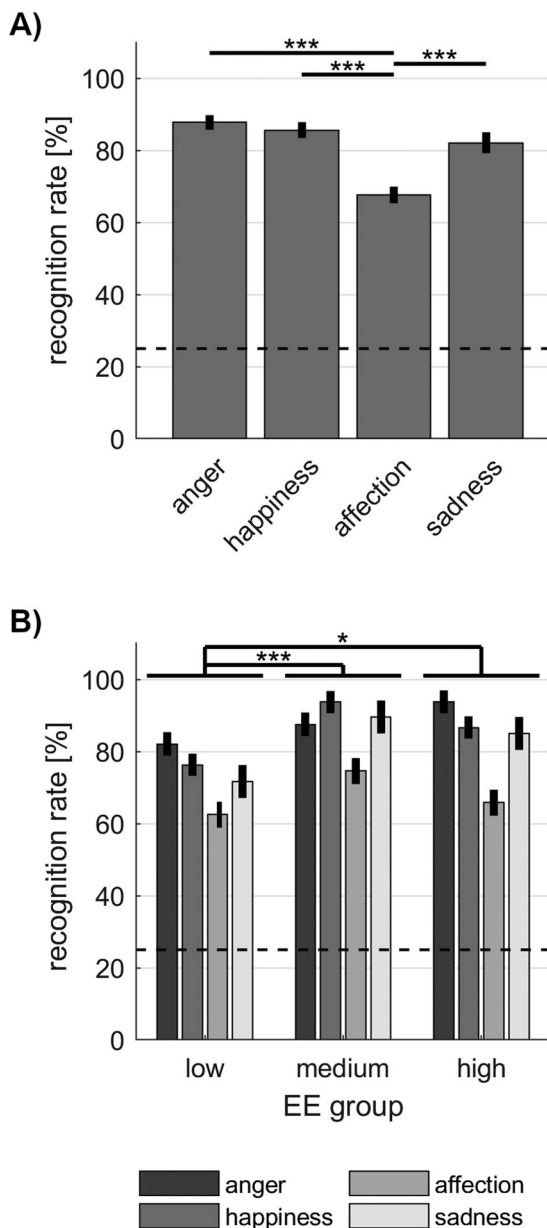 A)
***
*** ***
100
80
60
40
20
0
recognition rate [%]
anger
happiness
affection
sadness
B)
*
***
100
80
60
40
20
0
recognition rate [%]
low medium high
EE group
anger affection
happiness sadness